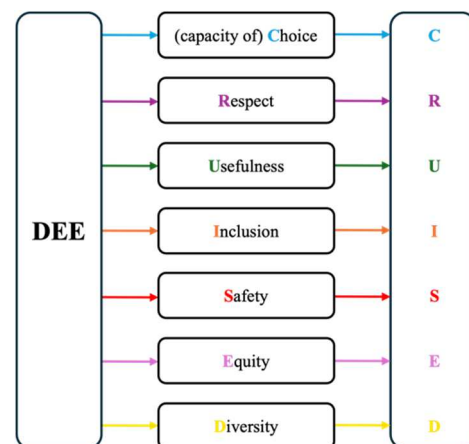 (capacity of) Choice
C
Respect
R
Usefulness
U
DEE
Inclusion
I
Safety
S
Equity
E
Diversity
D